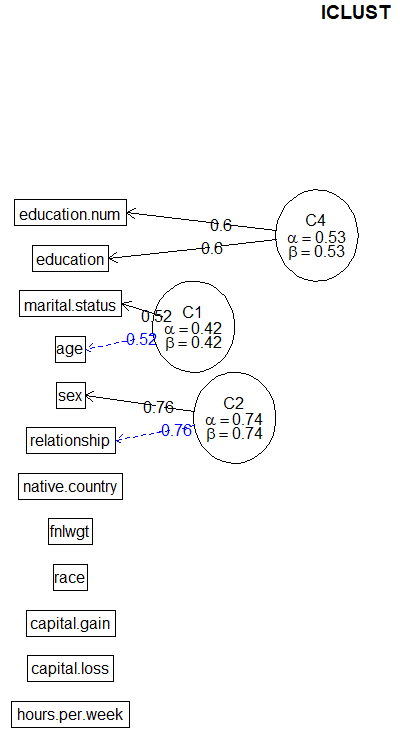 ICLUST
education.num
0.6
C4
α = 0.53
β = 0.53
education
0.6
marital.status
0.52
C1
α = 0.42
β = 0.42
age
0.52
sex
0.76
C2
α = 0.74
β = 0.74
relationship
0.76
native.country
fnlwgt
race
capital.gain
capital.loss
hours.per.week